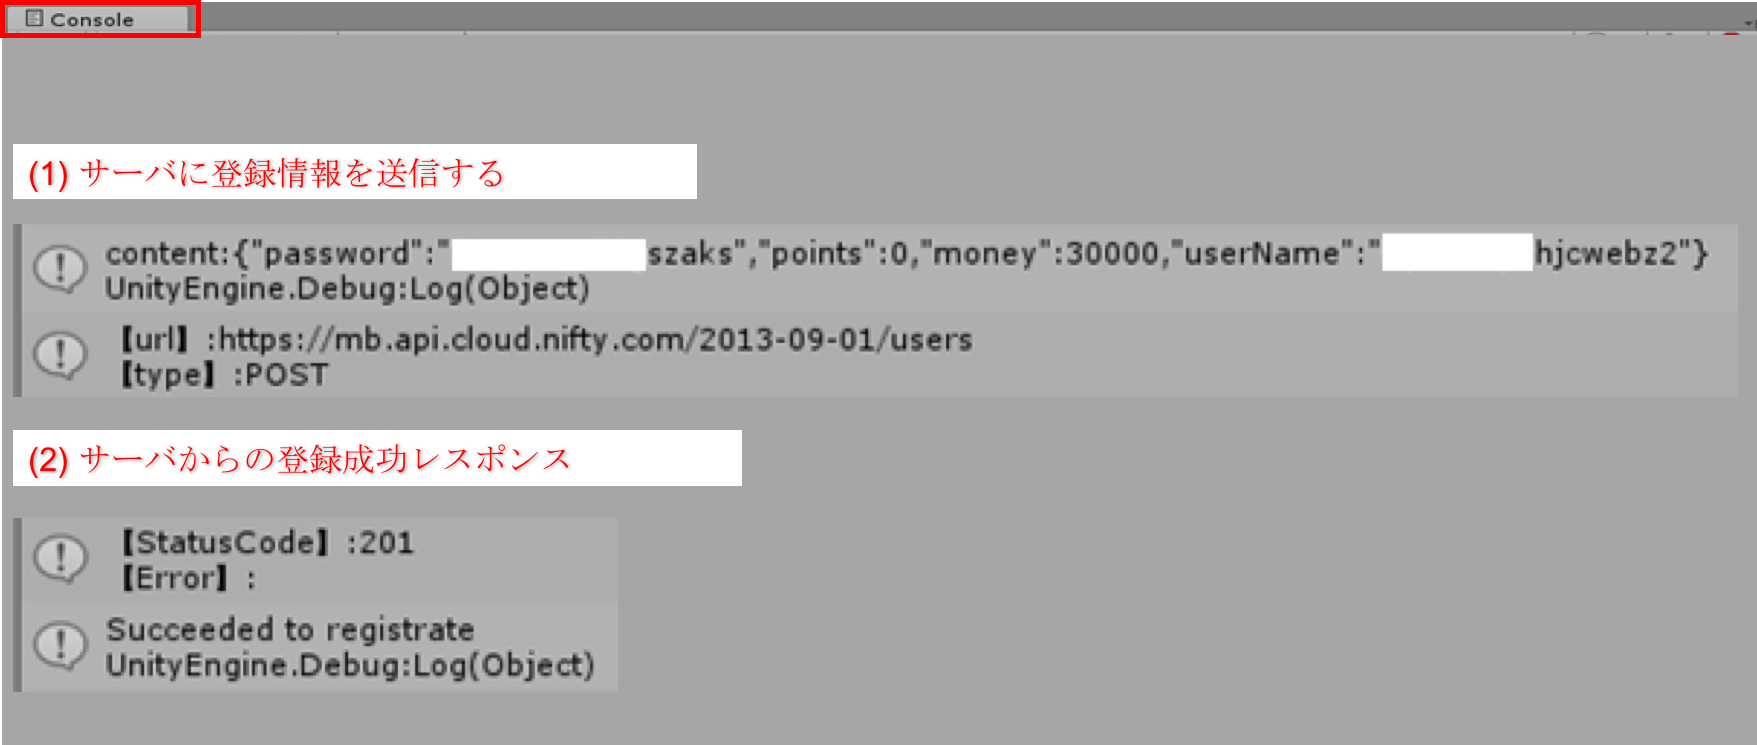 Console
(1) サーバに登録情報を送信する
content:{"password":" szaks","points":0,"money":30000,"userName":" hjcwebz2"}
UnityEngine.Debug:Log(Object)
【url】:https://mb.api.cloud.nifty.com/2013-09-01/users
【type】:POST
(2) サーバからの登録成功レスポンス
【StatusCode】:201
【Error】:
Succeeded to registrate
UnityEngine.Debug:Log(Object)